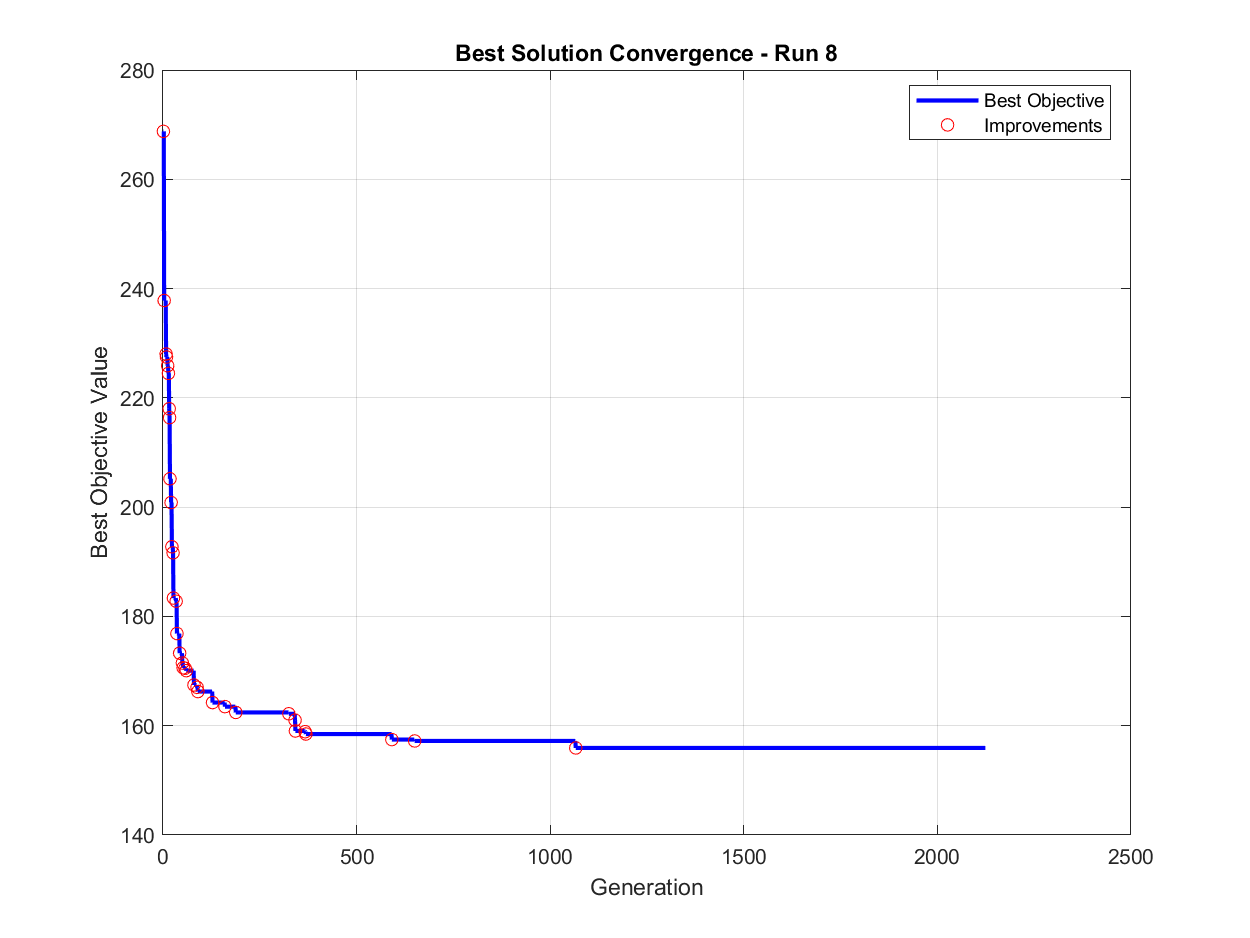 Best Solution Convergence - Run 8
280
260
240
220
200
180
160
140
Best Objective Value
0 500 1000 1500 2000 2500
Generation
Best Objective
Improvements